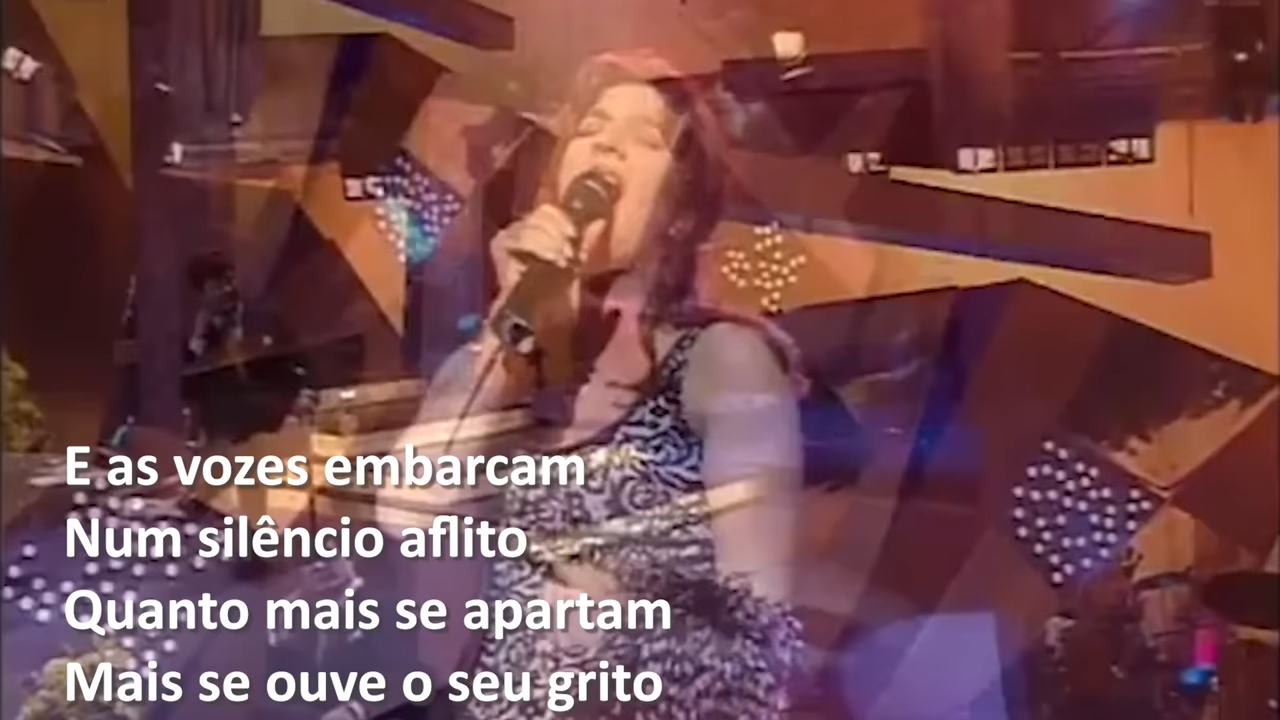 E as vozes embarcam
Num silêncio aflito
Quanto mais se apartam
Mais se ouve o seu grito